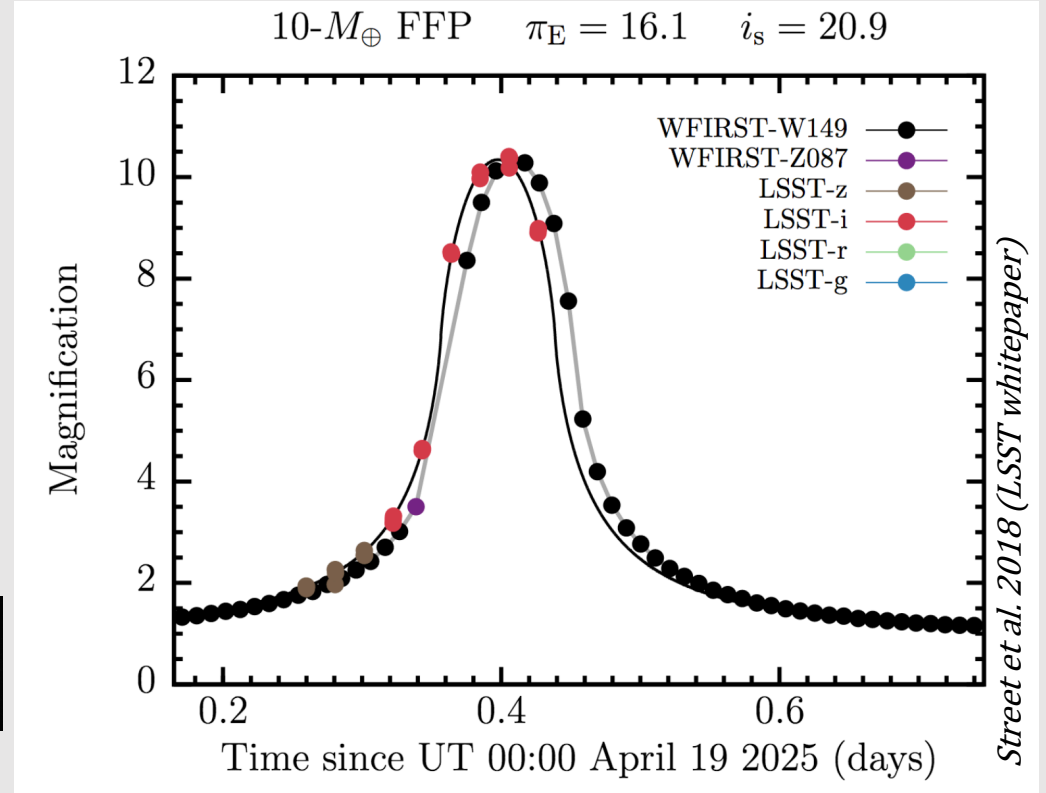 10-M⊕ FFP π_E = 16.1 i_s = 20.9
12
10
8
6
4
2
0
Magnification
WFIRST-W149
WFIRST-Z087
LSST-z
LSST-i
LSST-r
LSST-g
0.2 0.4 0.6
Time since UT 00:00 April 19 2025 (days)
Street et al. 2018 (LSST whitepaper)